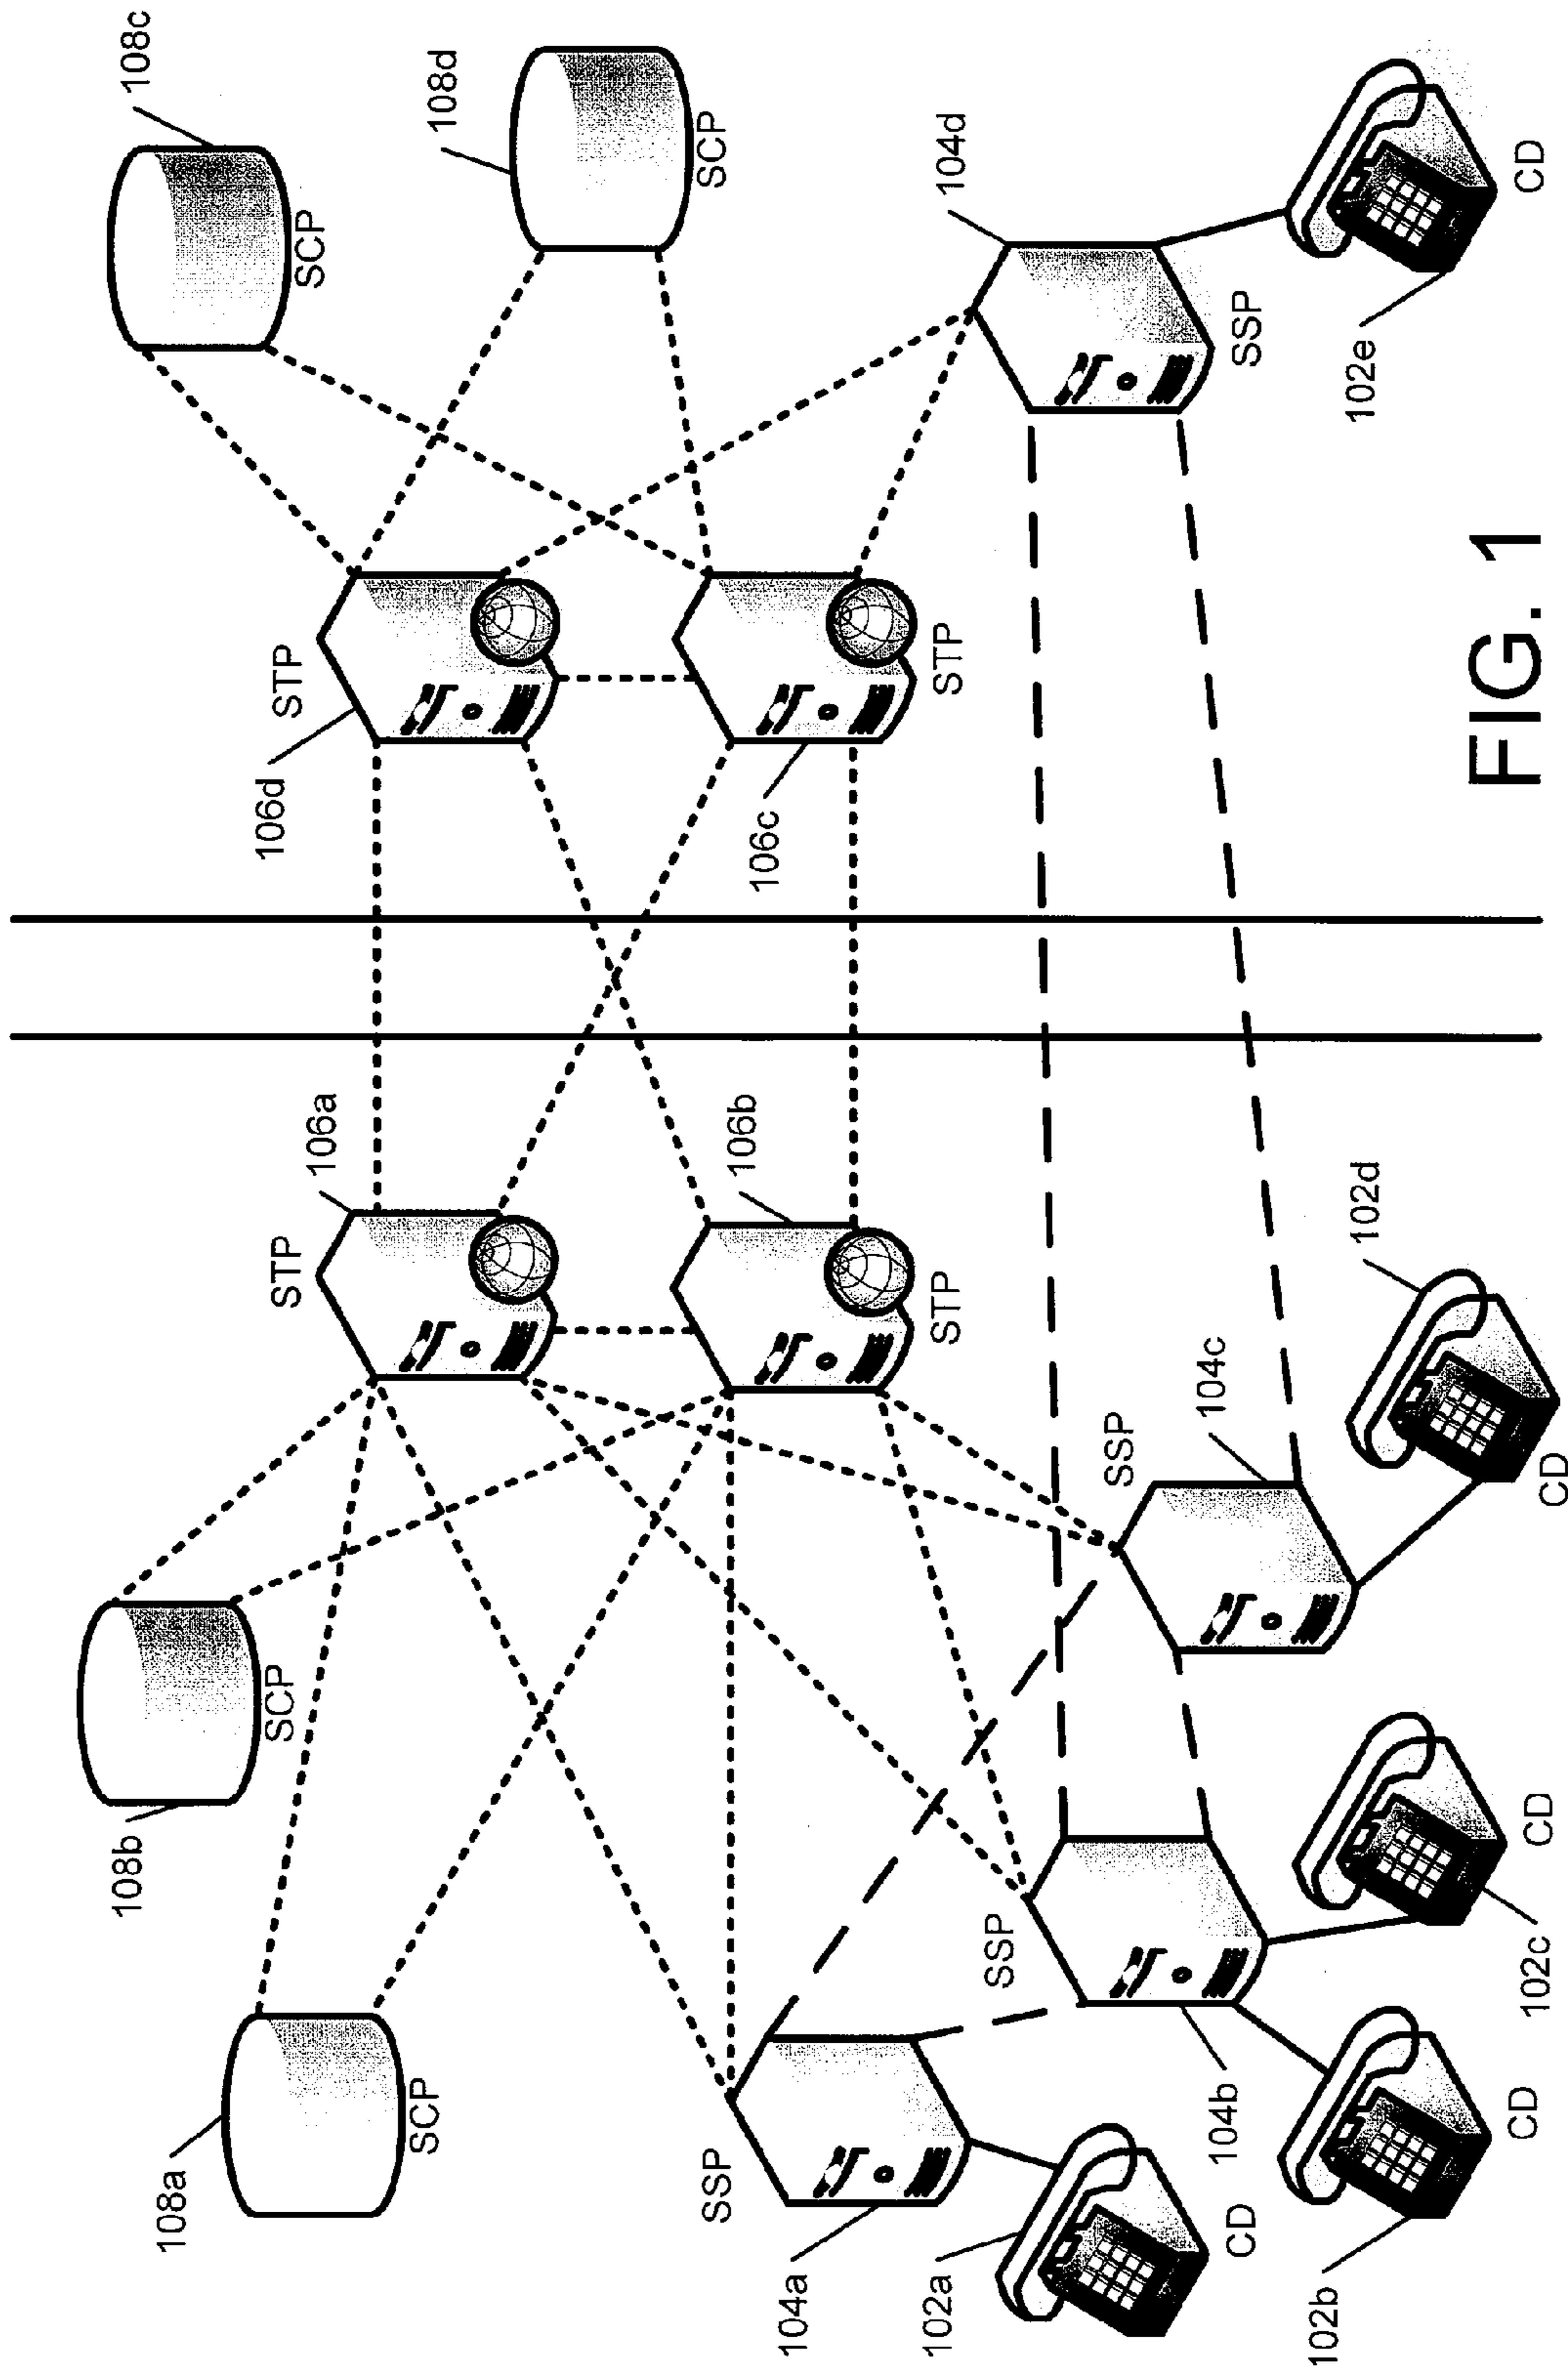 108a
SCP
108b
SCP
STP
106a
STP
106b
STP
106d
STP
106c
108c
SCP
108d
SCP
SSP
104a
102a
CD
SSP
104b
102b
CD
102c
CD
SSP
104c
102d
CD
104d
SSP
102e
CD
FIG. 1